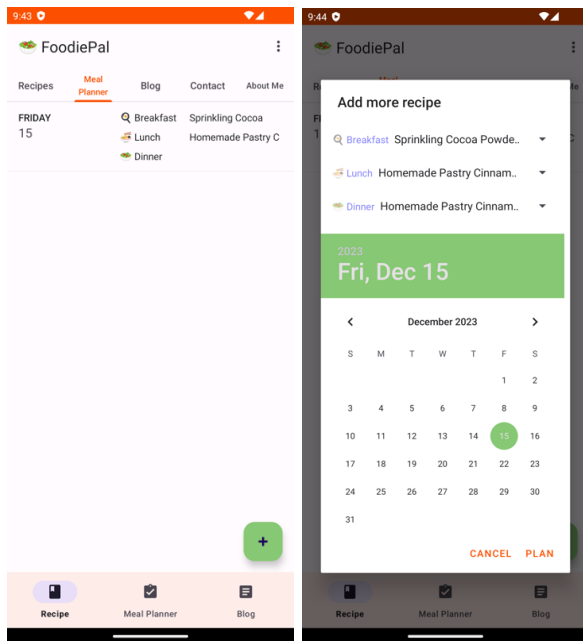 9:43
FoodiePal
Recipes
Meal
Planner
Blog
Contact
About Me
FRIDAY
15
Breakfast
Sprinkling Cocoa
Lunch
Homemade Pastry C
Dinner
+
Recipe
Meal Planner
Blog
9:44
FoodiePal
Add more recipe
Breakfast Sprinkling Cocoa Powde..
Lunch Homemade Pastry Cinnam..
Dinner Homemade Pastry Cinnam..
2023
Fri, Dec 15
December 2023
S M T W T F S
1 2
3 4 5 6 7 8 9
10 11 12 13 14 15 16
17 18 19 20 21 22 23
24 25 26 27 28 29 30
31
CANCEL PLAN
Recipe
Meal Planner
Blog